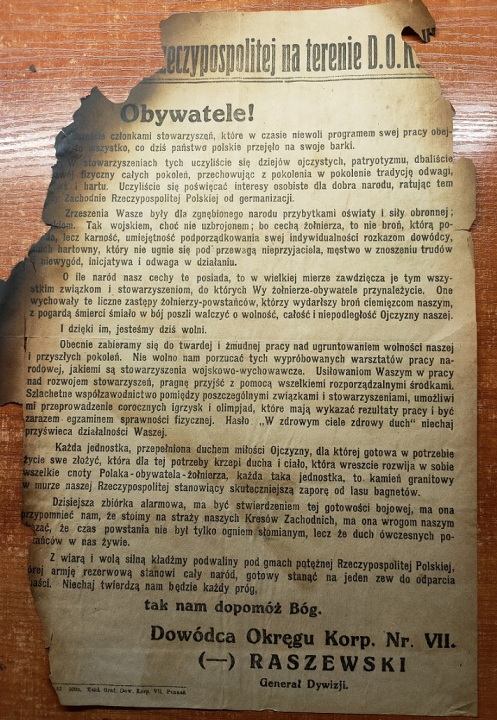 zeczypospolitej na terenie D.O.K.
Obywatele!
członkami stowarzyszeń, które w czasie niewoli programem swej pracy obej-
wszystko, co dziś państwo polskie przejęło na swoje barki.
stowarzyszeniach tych uczyliście się dziejów ojczystych, patryotyzmu, dbaliście
fizyczny całych pokoleń, przechowując z pokolenia w pokolenie tradycję odwagi,
i hartu. Uczyliście się poświęcać interesy osobiste dla dobra narodu, ratując tem
Zachodnie Rzeczypospolitej Polskiej od germanizacji.
Zrzeszenia Wasze były dla zgnębionego narodu przybytkami oświaty i siły obronnej;
Tak wojskiem, choć nie uzbrojonem; bo cechą żołnierza, to nie broń, którą po-
lecz karność, umiejętność podporządkowania swej indywidualności rozkazom dowódcy,
hartowny, który nie ugnie się pod przewagą nieprzyjaciela, męstwo w znoszeniu trudów
niewygód, inicjatywa i odwaga w działaniu.
O ile naród nasz cechy te posiada, to w wielkiej mierze zawdzięcza je tym wszy-
stkim związkom i stowarzyszeniom, do których Wy żołnierze-obywatele przynależycie. One
wychowały te liczne zastępy żołnierzy-powstańców, którzy wydarłszy broń ciemięzcom naszym,
z pogardą śmierci śmiało w bój poszli walczyć o wolność, całość i niepodległość Ojczyzny naszej.
I dzięki im, jesteśmy dziś wolni.
Obecnie zabieramy się do twardej i żmudnej pracy nad ugruntowaniem wolności naszej
i przyszłych pokoleń. Nie wolno nam porzucać tych wypróbowanych warsztatów pracy na-
rodowej, jakiemi są stowarzyszenia wojskowo-wychowawcze. Usiłowaniom Waszym w pracy
nad rozwojem stowarzyszeń, pragnę przyjść z pomocą wszelkiemi rozporządzalnymi środkami.
Szlachetne współzawodnictwo pomiędzy poszczególnymi związkami i stowarzyszeniami, umożliwi
mi przeprowadzenie corocznych igrzysk i olimpjad, które mają wykazać rezultaty pracy i być
zarazem egzaminem sprawności fizycznej. Hasło „W zdrowym ciele zdrowy duch" niechaj
przyświeca działalności Waszej.
Każda jednostka, przepełniona duchem miłości Ojczyzny, dla której gotowa w potrzebie
życie swe złożyć, która dla tej potrzeby krzepi ducha i ciało, która wreszcie rozwija w sobie
wszelkie cnoty Polaka-obywatela-żołnierza, każda taka jednostka, to kamień granitowy
w murze naszej Rzeczypospolitej stanowiący skuteczniejszą zaporę od lasu bagnetów.
Dzisiejsza zbiórka alarmowa, ma być stwierdzeniem tej gotowości bojowej, ma ona
przypomnieć nam, że stoimy na straży naszych Kresów Zachodnich, ma ona wrogom naszym
że czas powstania nie był tylko ogniem słomianym, lecz że duch ówczesnych po-
w nas żywie.
Z wiarą i wolą silną kładźmy podwaliny pod gmach potężnej Rzeczypospolitej Polskiej,
armję rezerwową stanowi cały naród, gotowy stanąć na jeden zew do odparcia
Niechaj twierdzą nam będzie każdy próg,
tak nam dopomóż Bóg.
Dowódca Okręgu Korp. Nr. VII.
(—) RASZEWSKI
Generał Dywizji.
Zakł. Graf. Dow. Korp. VII, Poznań